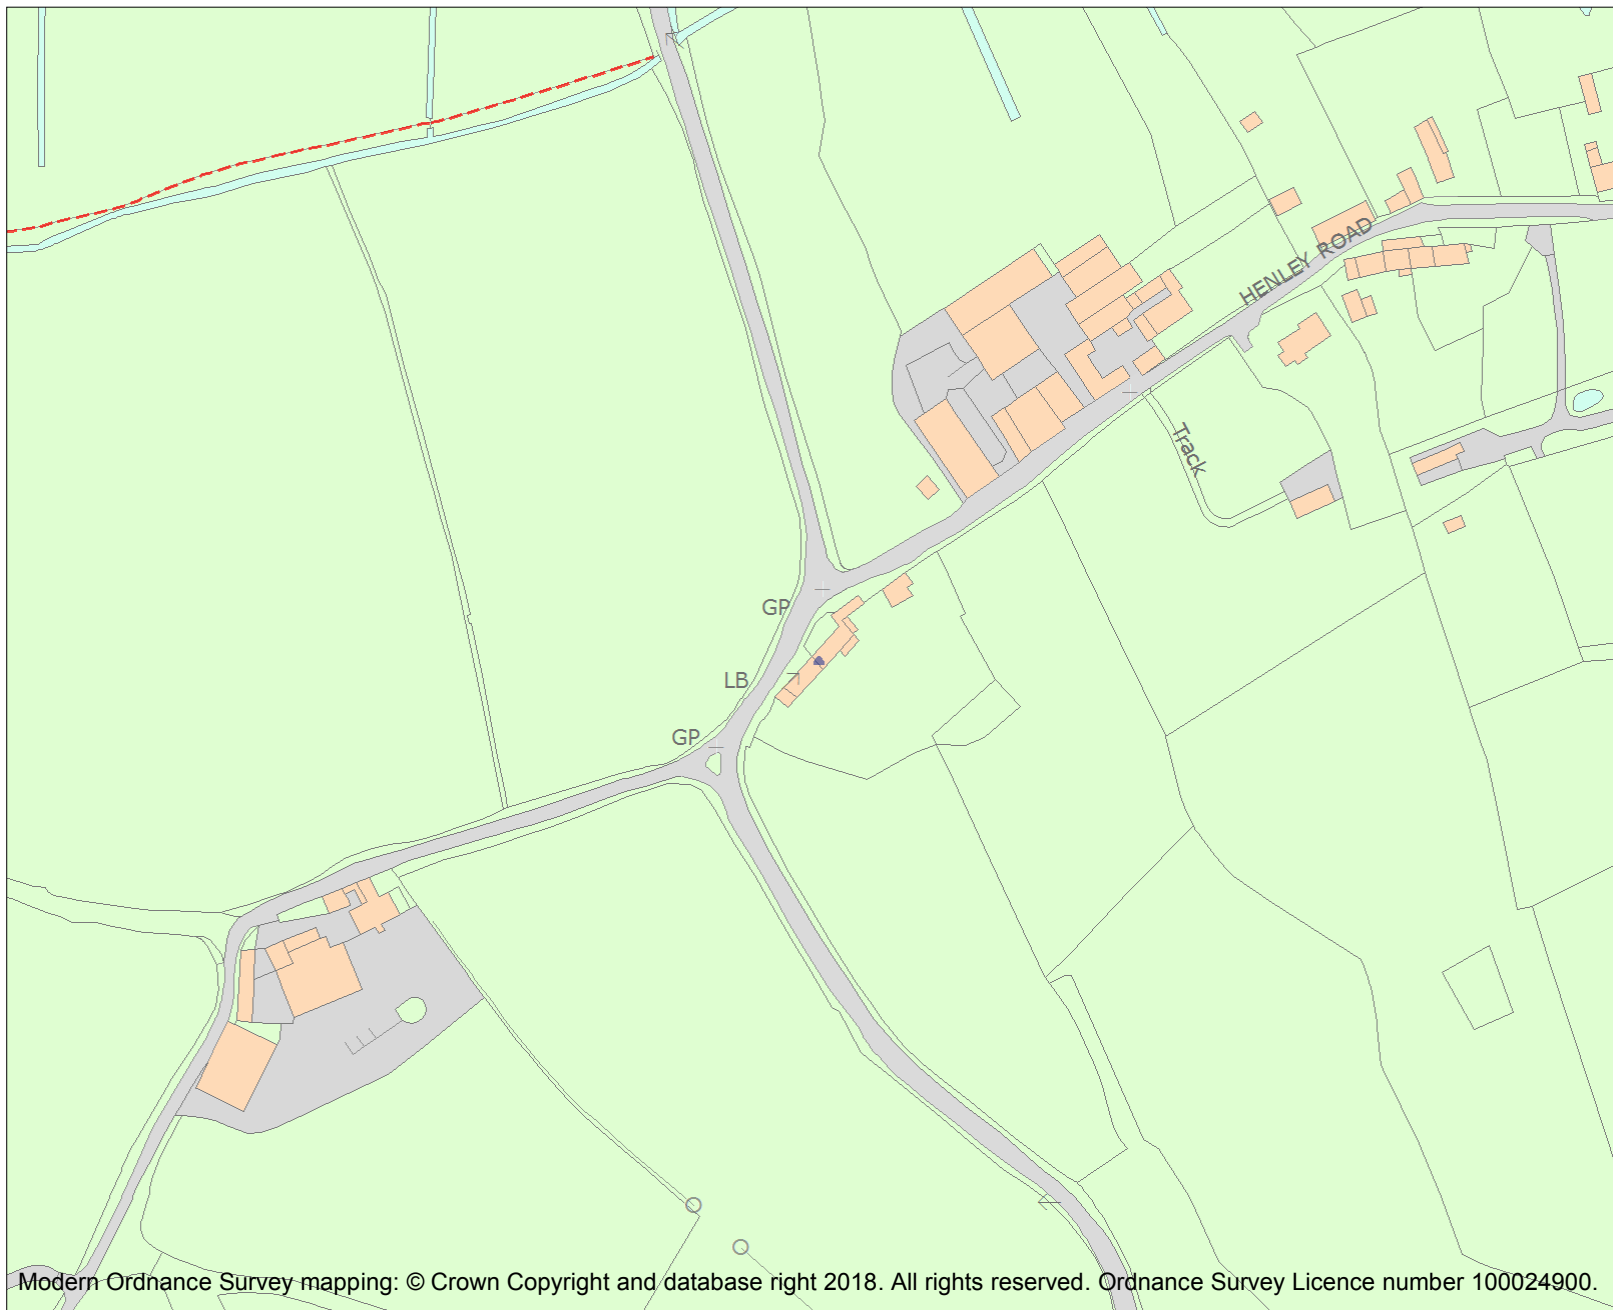 HENLEY ROAD
Track
GP
LB
GP
Modern Ordnance Survey mapping: © Crown Copyright and database right 2018. All rights reserved. Ordnance Survey Licence number 100024900.